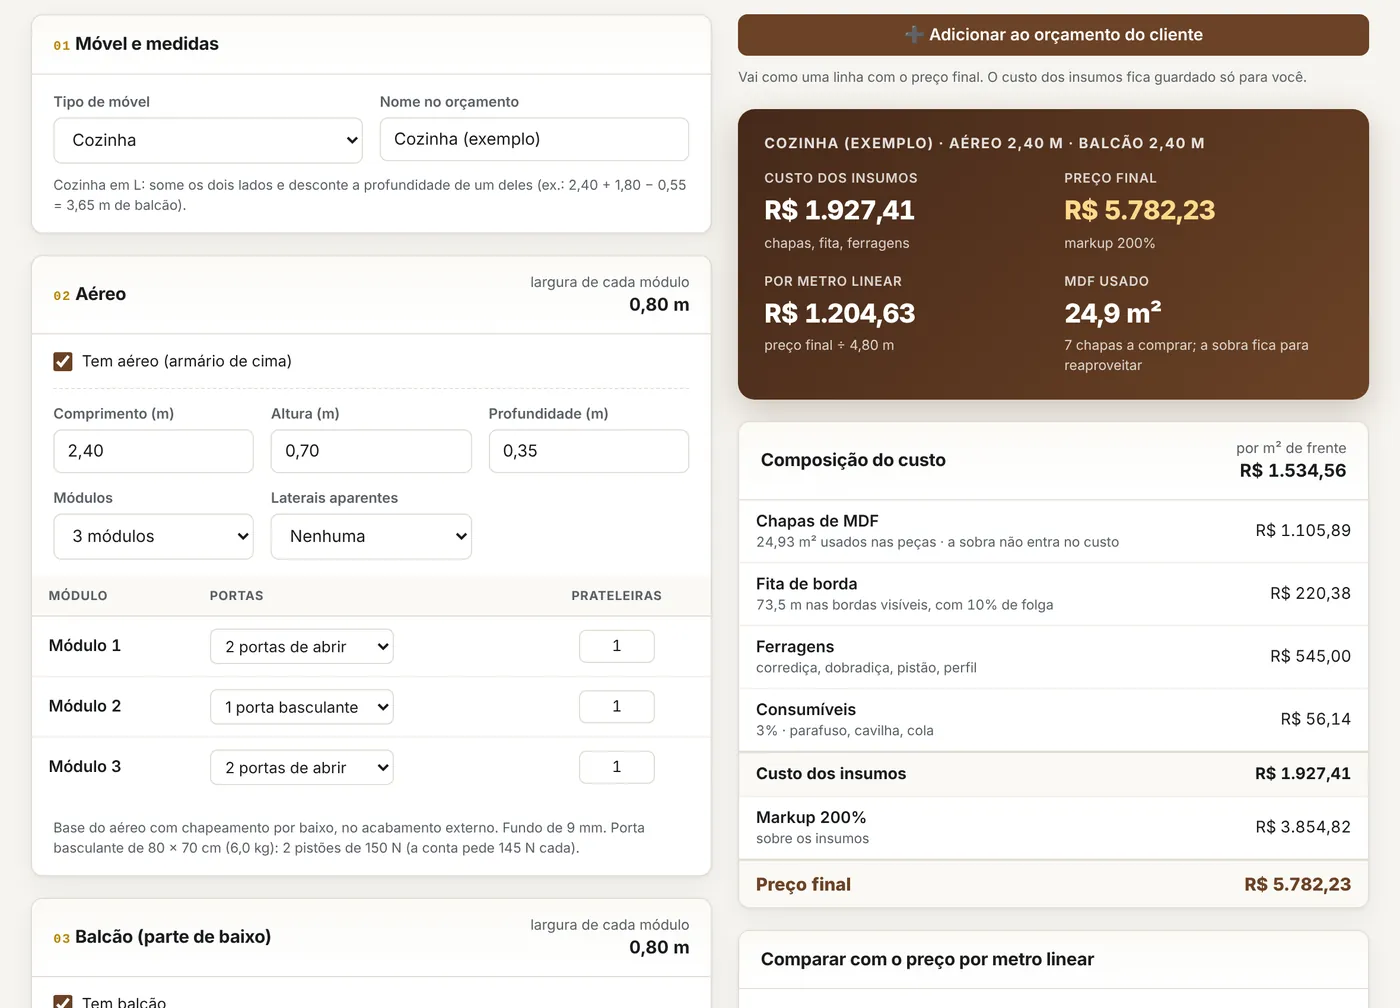 01 Móvel e medidas
Tipo de móvel
Nome no orçamento
Cozinha
Cozinha (exemplo)
Cozinha em L: some os dois lados e desconte a profundidade de um deles (ex.: 2,40 + 1,80 − 0,55
= 3,65 m de balcão).
02 Aéreo
largura de cada módulo
0,80 m
Tem aéreo (armário de cima)
Comprimento (m)
Altura (m)
Profundidade (m)
2,40
0,70
0,35
Módulos
Laterais aparentes
3 módulos
Nenhuma
MÓDULO
PORTAS
PRATELEIRAS
Módulo 1
2 portas de abrir
1
Módulo 2
1 porta basculante
1
Módulo 3
2 portas de abrir
1
Base do aéreo com chapeamento por baixo, no acabamento externo. Fundo de 9 mm. Porta
basculante de 80 × 70 cm (6,0 kg): 2 pistões de 150 N (a conta pede 145 N cada).
03 Balcão (parte de baixo)
largura de cada módulo
0,80 m
Tem balcão
➕ Adicionar ao orçamento do cliente
Vai como uma linha com o preço final. O custo dos insumos fica guardado só para você.
COZINHA (EXEMPLO) · AÉREO 2,40 M · BALCÃO 2,40 M
CUSTO DOS INSUMOS
R$ 1.927,41
chapas, fita, ferragens
PREÇO FINAL
R$ 5.782,23
markup 200%
POR METRO LINEAR
R$ 1.204,63
preço final ÷ 4,80 m
MDF USADO
24,9 m²
7 chapas a comprar; a sobra fica para
reaproveitar
Composição do custo
por m² de frente
R$ 1.534,56
Chapas de MDF
24,93 m² usados nas peças · a sobra não entra no custo
R$ 1.105,89
Fita de borda
73,5 m nas bordas visíveis, com 10% de folga
R$ 220,38
Ferragens
corrediça, dobradiça, pistão, perfil
R$ 545,00
Consumíveis
3% · parafuso, cavilha, cola
R$ 56,14
Custo dos insumos
R$ 1.927,41
Markup 200%
sobre os insumos
R$ 3.854,82
Preço final
R$ 5.782,23
Comparar com o preço por metro linear